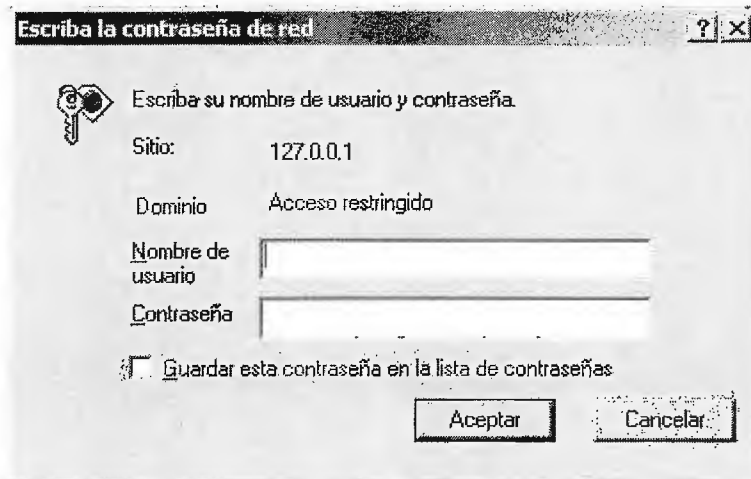 Escriba la contraseña de red
Escriba su nombre de usuario y contraseña.
Sitio: 127.0.0.1
Dominio Acceso restringido
Nombre de
usuario
Contraseña
Guardar esta contraseña en la lista de contraseñas
Aceptar Cancelar